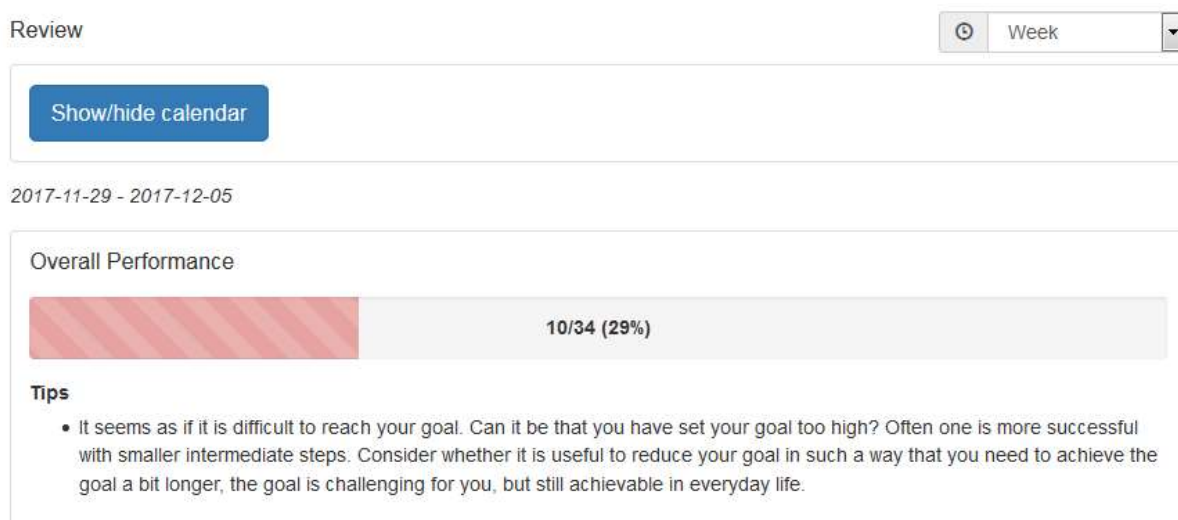 Review
Week
Show/hide calendar
2017-11-29 - 2017-12-05
Overall Performance
10/34 (29%)
Tips
• It seems as if it is difficult to reach your goal. Can it be that you have set your goal too high? Often one is more successful
with smaller intermediate steps. Consider whether it is useful to reduce your goal in such a way that you need to achieve the
goal a bit longer, the goal is challenging for you, but still achievable in everyday life.